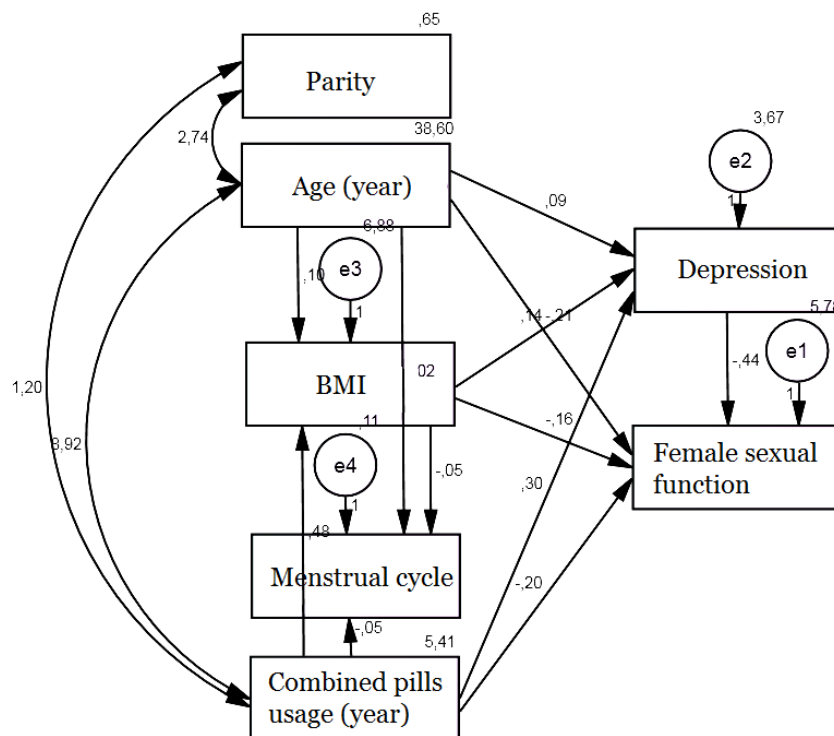 ,65
Parity
2,74
38,60
Age (year)
3,67
e2
1
,09
Depression
6,88
e3
,10
1
,14
-,21
5,78
e1
1
-,44
BMI
02
1,20
-,16
,11
e4
-,05
8,92
Female sexual
function
,30
1
,48
Menstrual cycle
-,20
-,05
5,41
Combined pills
usage (year)